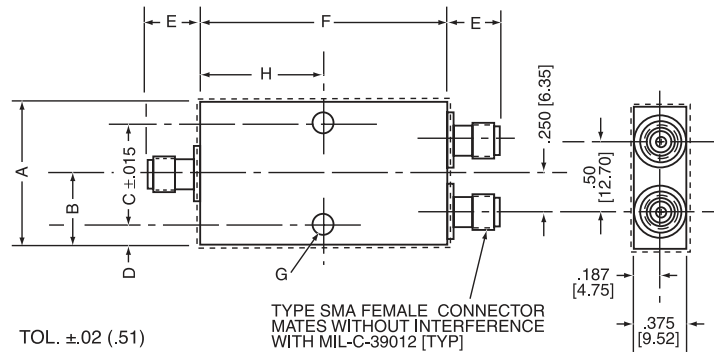 E
F
E
H
.250 [6.35]
A
C ±.015
B
D
G
.50
[12.70]
.187
[4.75]
.375
[9.52]
TYPE SMA FEMALE CONNECTOR
MATES WITHOUT INTERFERENCE
WITH MIL-C-39012 [TYP]
TOL. ±.02 (.51)